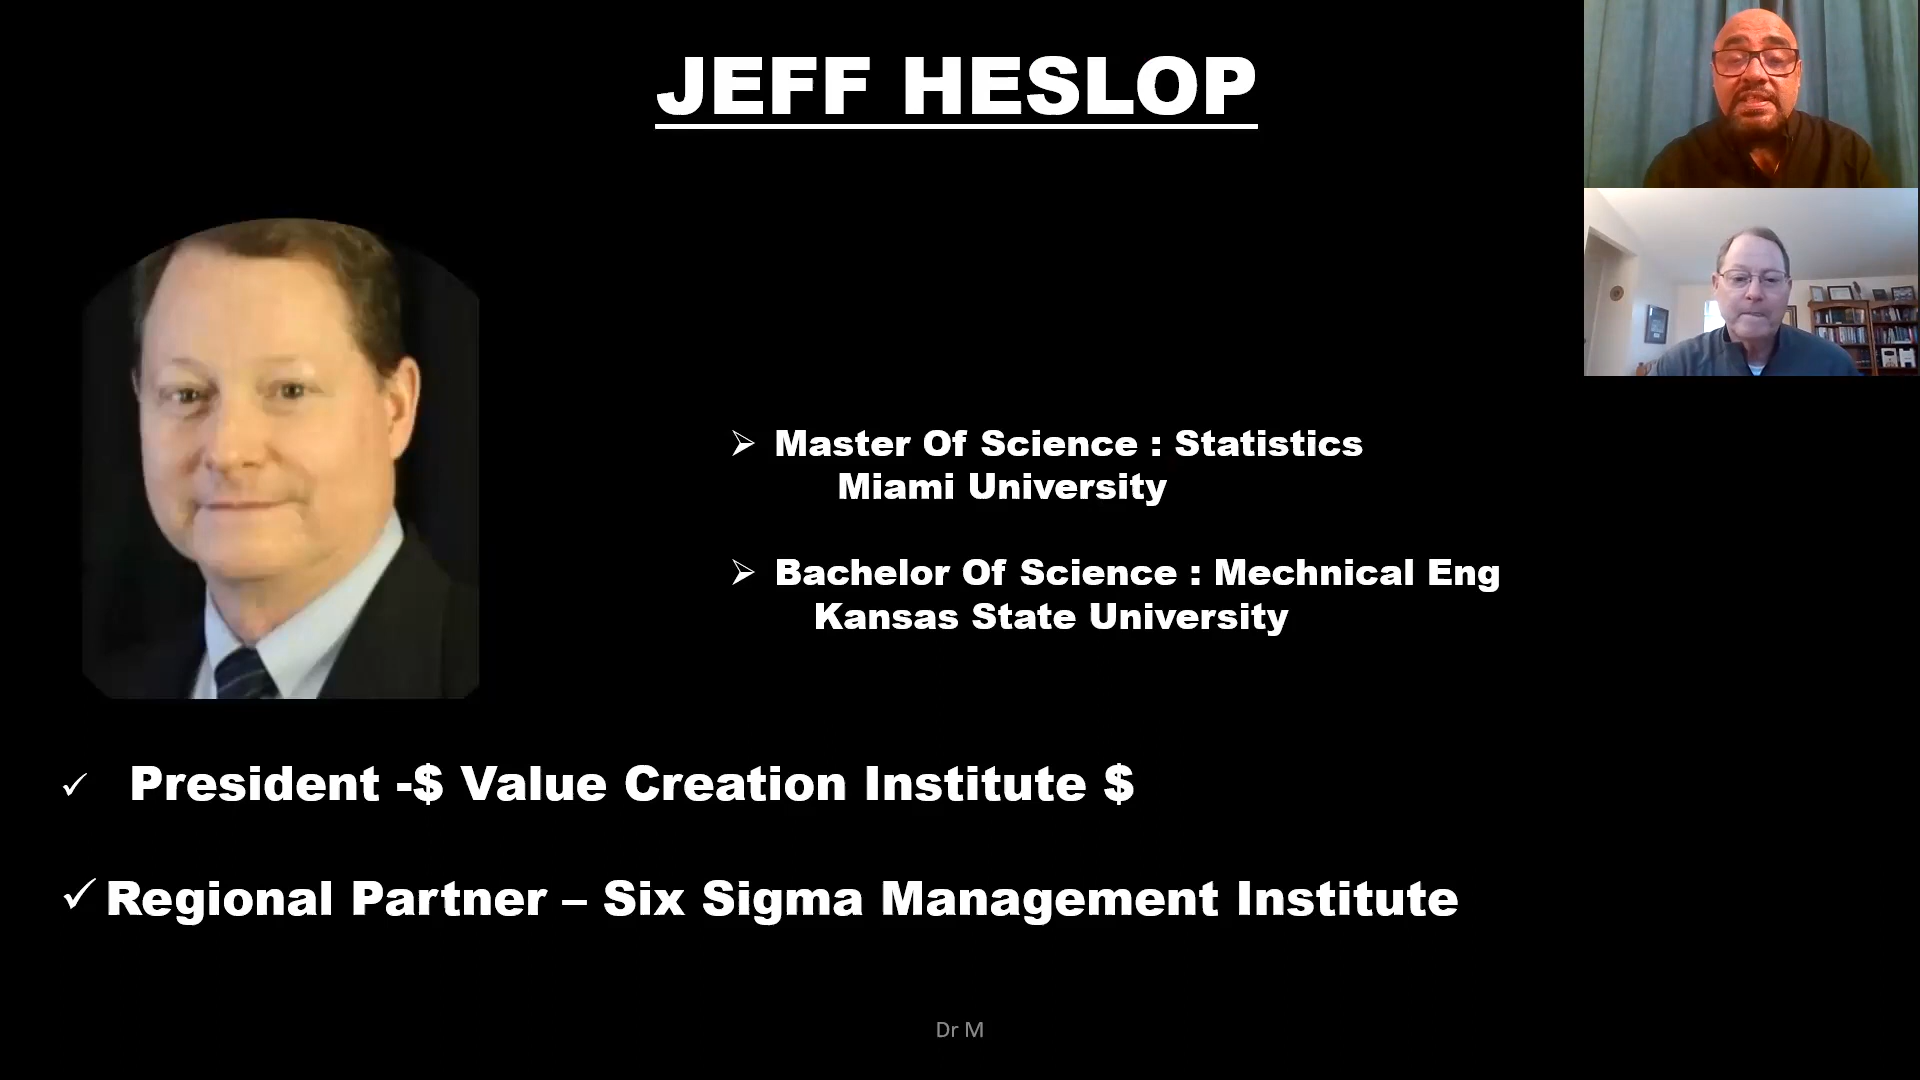 JEFF HESLOP
Master Of Science : Statistics
Miami University
Bachelor Of Science : Mechnical Eng
Kansas State University
President -$ Value Creation Institute $
Regional Partner – Six Sigma Management Institute
Dr M